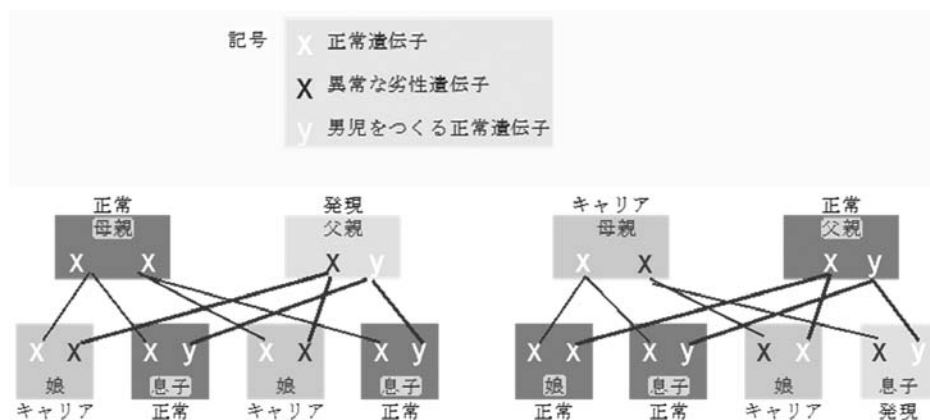 記号
x 正常遺伝子
x 異常な劣性遺伝子
y 男児をつくる正常遺伝子
正常 発現 キャリア 正常
母親 父親 母親 父親
x x x y x x x y
x x x y x x x y x x x y x x x y
娘 息子 娘 息子 娘 息子 娘 息子
キャリア 正常 キャリア 正常 正常 正常 キャリア 発現